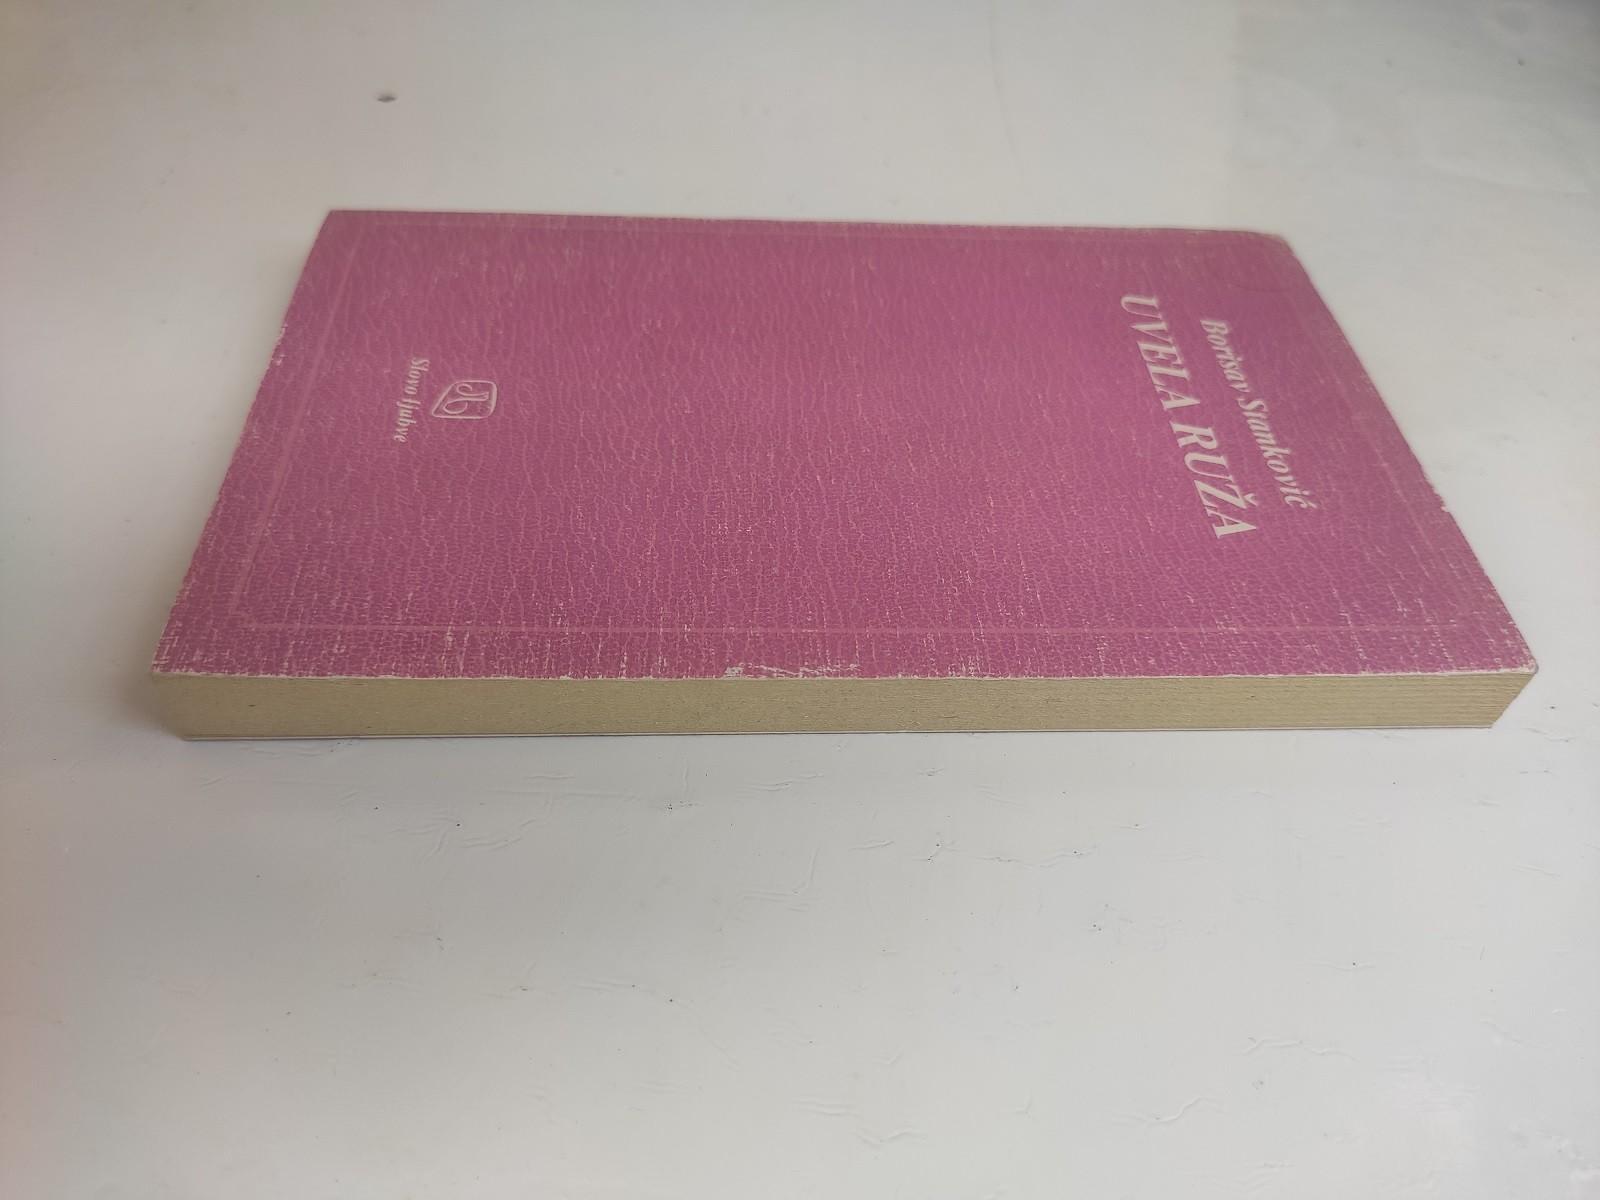 Borisav Stanković
UVELA RUŽA
Slovo ljubve